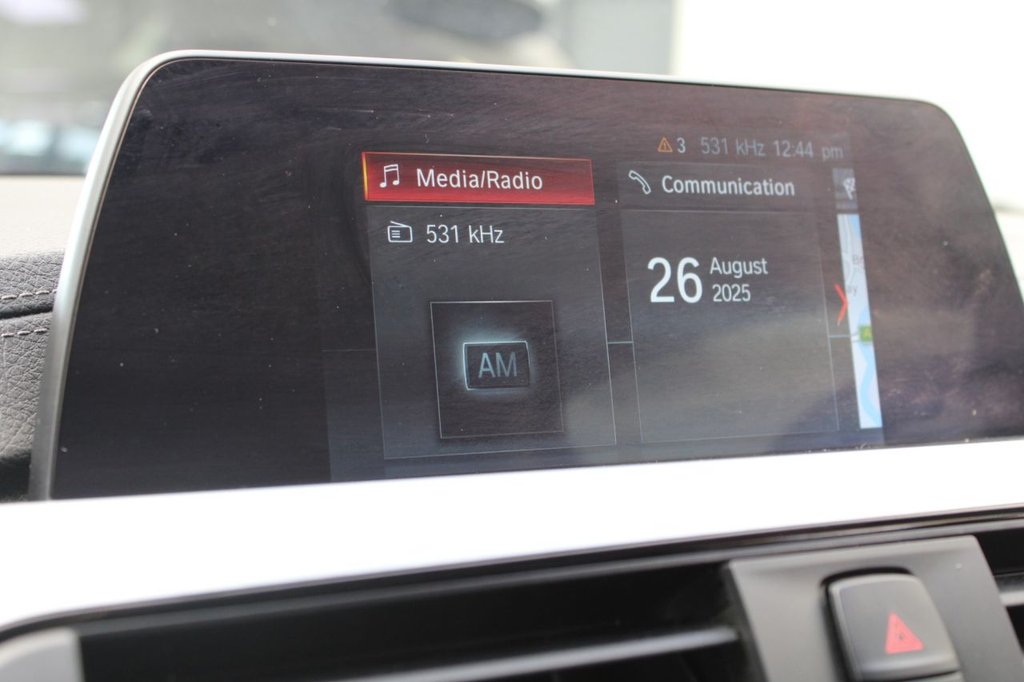 3 531 kHz 12:44 pm
Media/Radio
531 kHz
AM
Communication
26 August
2025